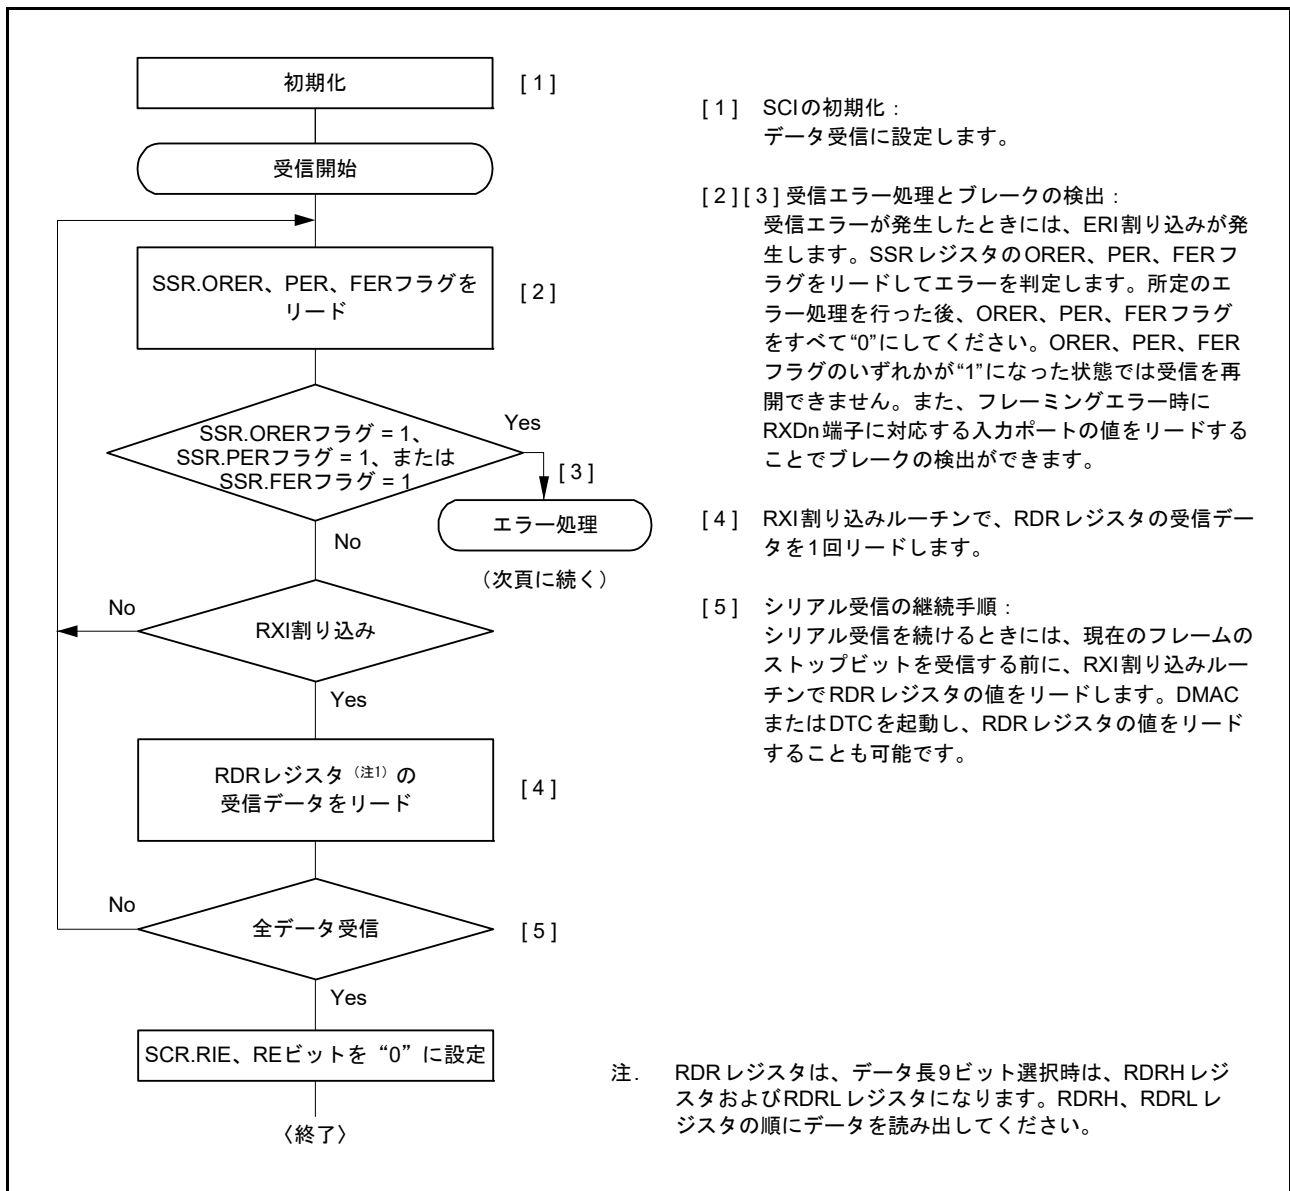 初期化
[ 1 ]
受信開始
SSR.ORER、PER、FERフラグを
リード
[ 2 ]
SSR.ORERフラグ = 1、
SSR.PERフラグ = 1、または
SSR.FERフラグ = 1
Yes
[ 3 ]
エラー処理
（次頁に続く）
No
RXI割り込み
No
Yes
RDRレジスタ（注1）の
受信データをリード
[ 4 ]
No
全データ受信
[ 5 ]
Yes
SCR.RIE、REビットを“0”に設定
〈終了〉
[ 1 ] SCIの初期化：
データ受信に設定します。
[ 2 ] [ 3 ] 受信エラー処理とブレークの検出：
受信エラーが発生したときには、ERI割り込みが発
生します。SSRレジスタのORER、PER、FERフ
ラグをリードしてエラーを判定します。所定のエ
ラー処理を行った後、ORER、PER、FERフラグ
をすべて“0”にしてください。ORER、PER、FER
フラグのいずれかが“1”になった状態では受信を再
開できません。また、フレーミングエラー時に
RXDn端子に対応する入力ポートの値をリードする
ことでブレークの検出ができます。
[ 4 ] RXI割り込みルーチンで、RDRレジスタの受信デー
タを1回リードします。
[ 5 ] シリアル受信の継続手順：
シリアル受信を続けるときには、現在のフレームの
ストップビットを受信する前に、RXI割り込みルー
チンでRDRレジスタの値をリードします。DMAC
またはDTCを起動し、RDRレジスタの値をリード
することも可能です。
注. RDRレジスタは、データ長9ビット選択時は、RDRHレジ
スタおよびRDRLレジスタになります。RDRH、RDRLレ
ジスタの順にデータを読み出してください。